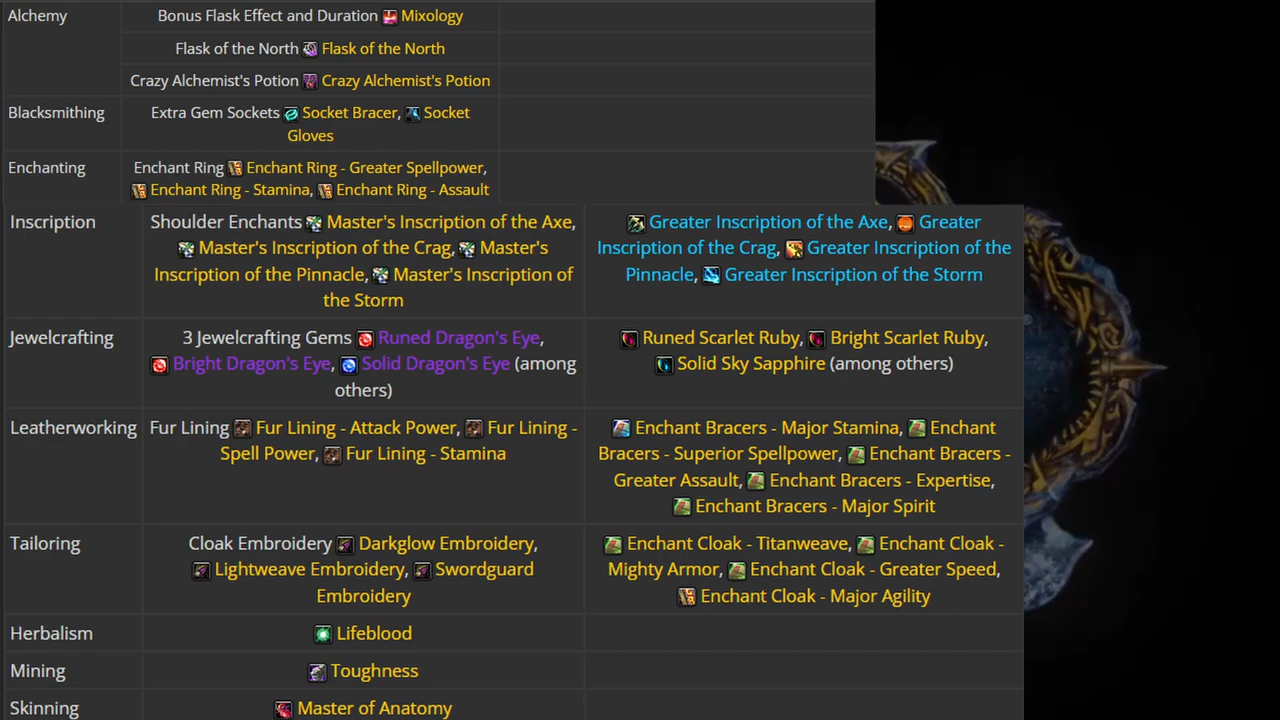 Alchemy
Bonus Flask Effect and Duration Mixology
Flask of the North Flask of the North
Crazy Alchemist's Potion Crazy Alchemist's Potion
Blacksmithing
Extra Gem Sockets Socket Bracer, Socket
Gloves
Enchanting
Enchant Ring Enchant Ring - Greater Spellpower,
Enchant Ring - Stamina, Enchant Ring - Assault
Inscription
Shoulder Enchants Master's Inscription of the Axe,
Master's Inscription of the Crag, Master's
Inscription of the Pinnacle, Master's Inscription of
the Storm
Greater Inscription of the Axe, Greater
Inscription of the Crag, Greater Inscription of the
Pinnacle, Greater Inscription of the Storm
Jewelcrafting
3 Jewelcrafting Gems Runed Dragon's Eye,
Bright Dragon's Eye, Solid Dragon's Eye (among
others)
Runed Scarlet Ruby, Bright Scarlet Ruby,
Solid Sky Sapphire (among others)
Leatherworking
Fur Lining Fur Lining - Attack Power, Fur Lining -
Spell Power, Fur Lining - Stamina
Enchant Bracers - Major Stamina, Enchant
Bracers - Superior Spellpower, Enchant Bracers -
Greater Assault, Enchant Bracers - Expertise,
Enchant Bracers - Major Spirit
Tailoring
Cloak Embroidery Darkglow Embroidery,
Lightweave Embroidery, Swordguard
Embroidery
Enchant Cloak - Titanweave, Enchant Cloak -
Mighty Armor, Enchant Cloak - Greater Speed,
Enchant Cloak - Major Agility
Herbalism
Lifeblood
Mining
Toughness
Skinning
Master of Anatomy